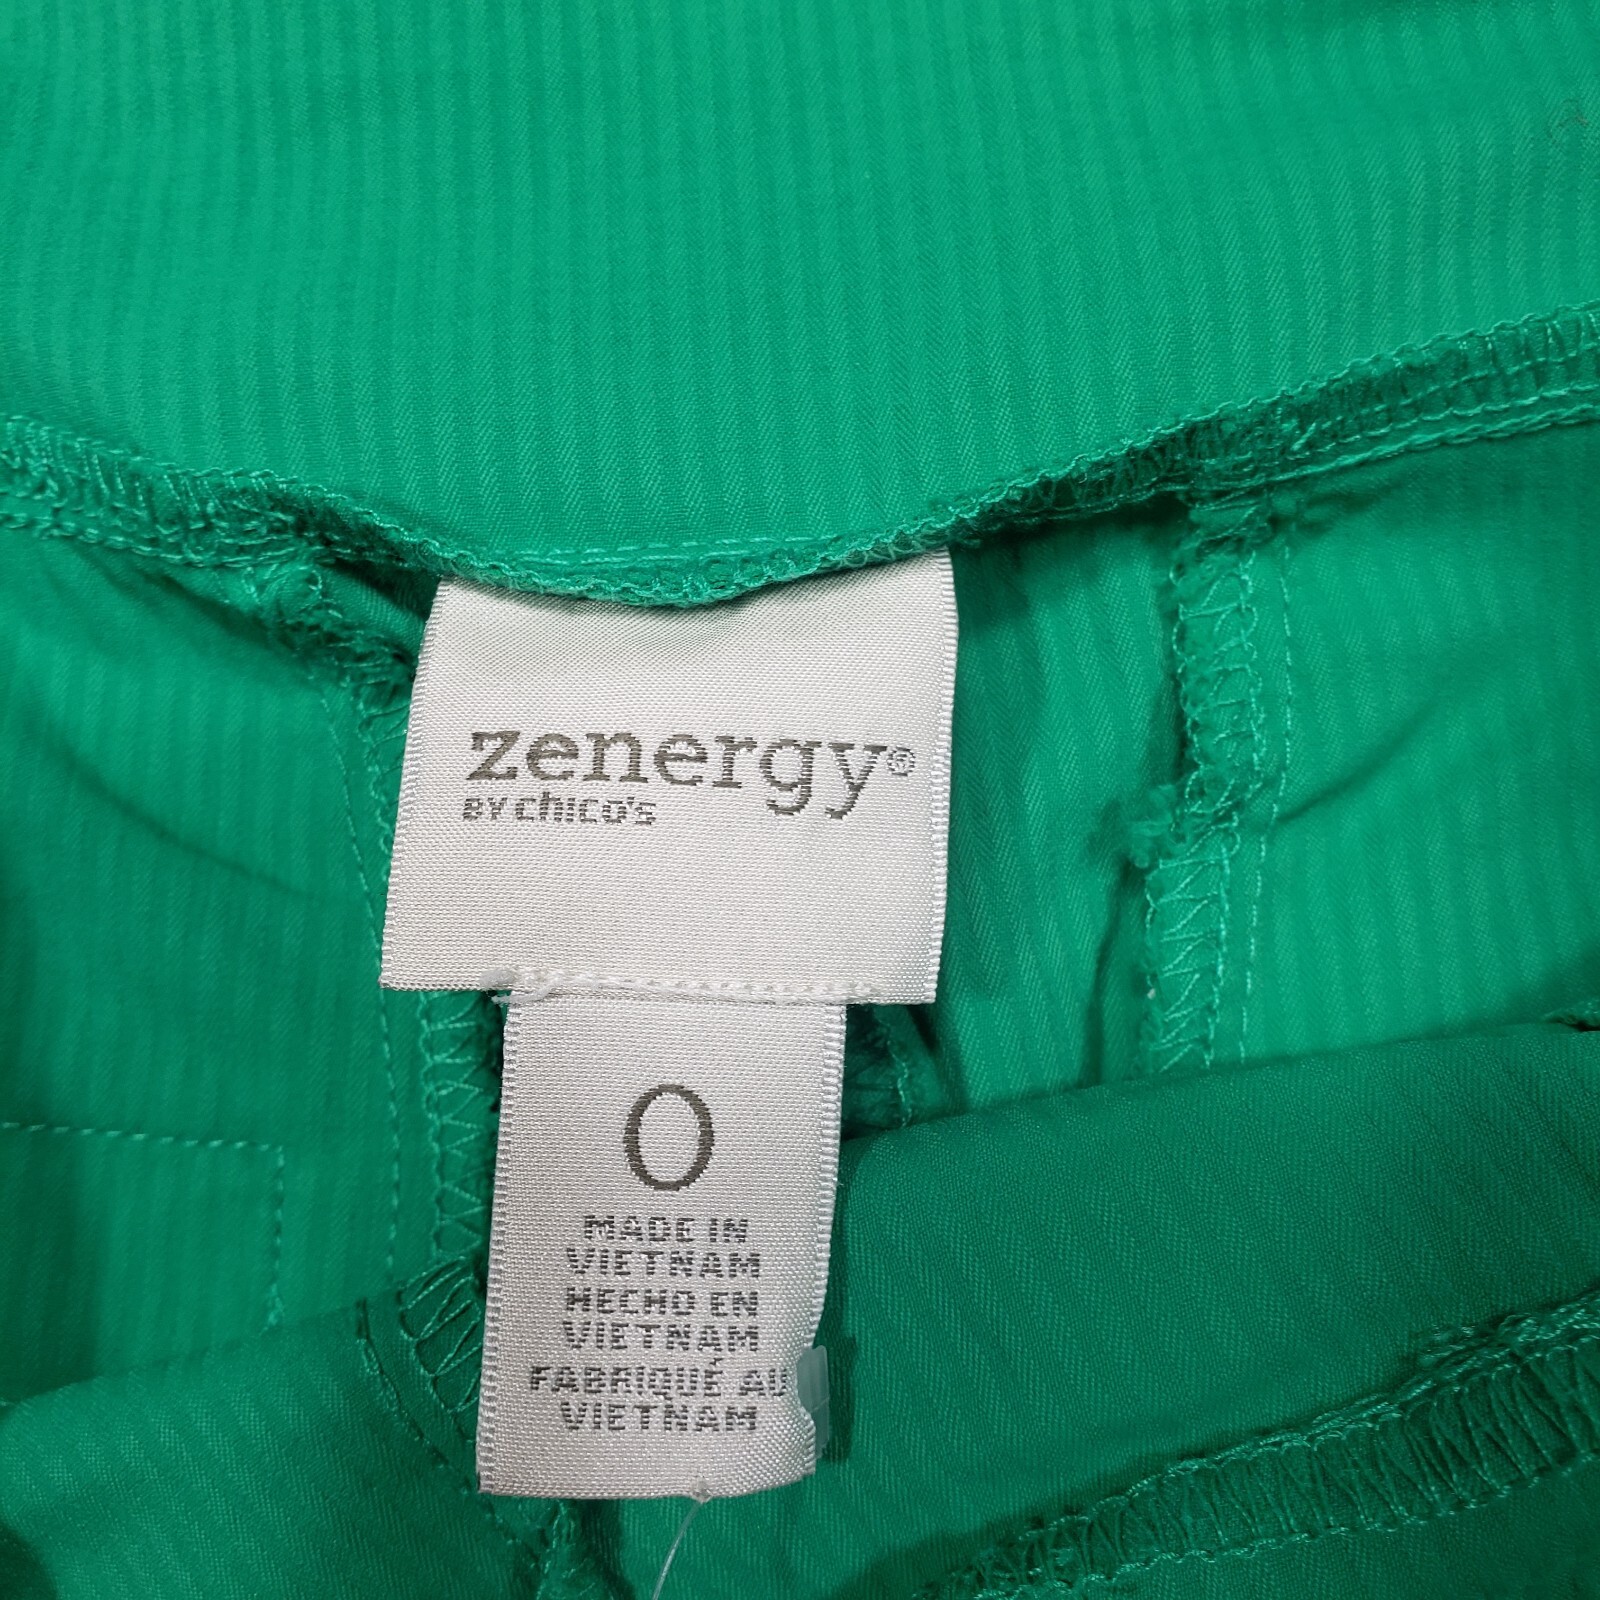 zenergy®
BY chico's
0
MADE IN
VIETNAM
HECHO EN
VIETNAM
FABRIQUÉ AU
VIETNAM